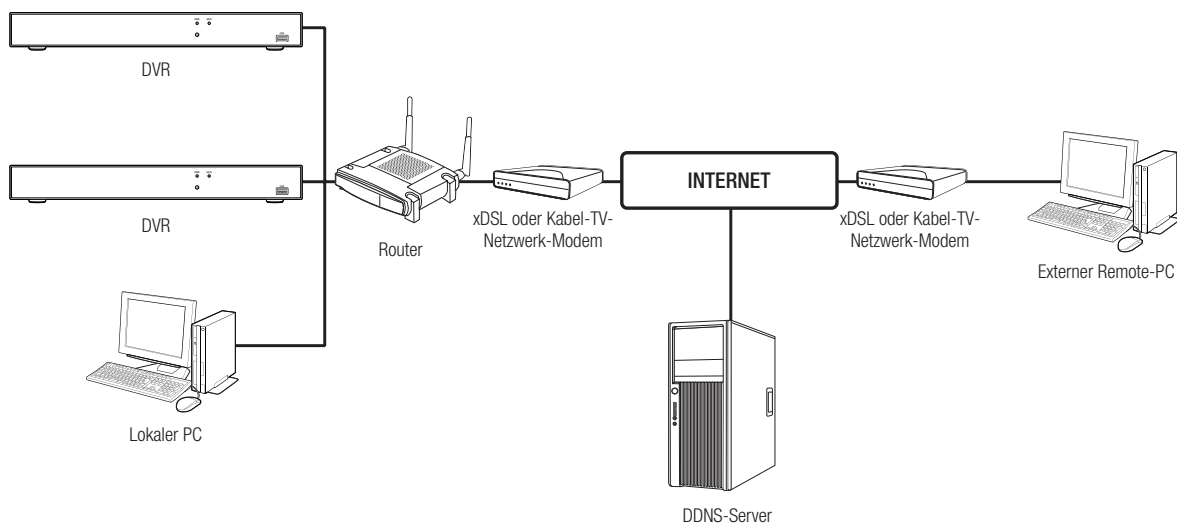 DVR
DVR
Router
xDSL oder Kabel-TV-
Netzwerk-Modem
INTERNET
xDSL oder Kabel-TV-
Netzwerk-Modem
Externer Remote-PC
Lokaler PC
DDNS-Server